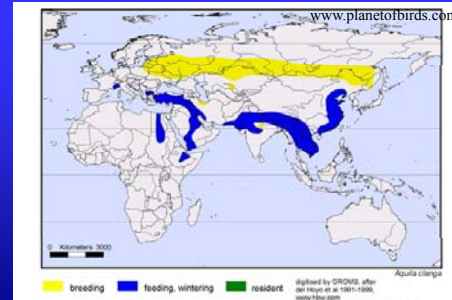 www.planetofbirds.com
0 Kilometers 3000
Aquila clanga
breeding feeding, wintering resident
digitised by GROMS, after
del Hoyo et al 1991-1999,
www.hbw.com